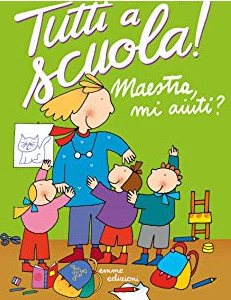 Tutti a
scuola!
Maestra,
mi aiuti?
emme
edizioni